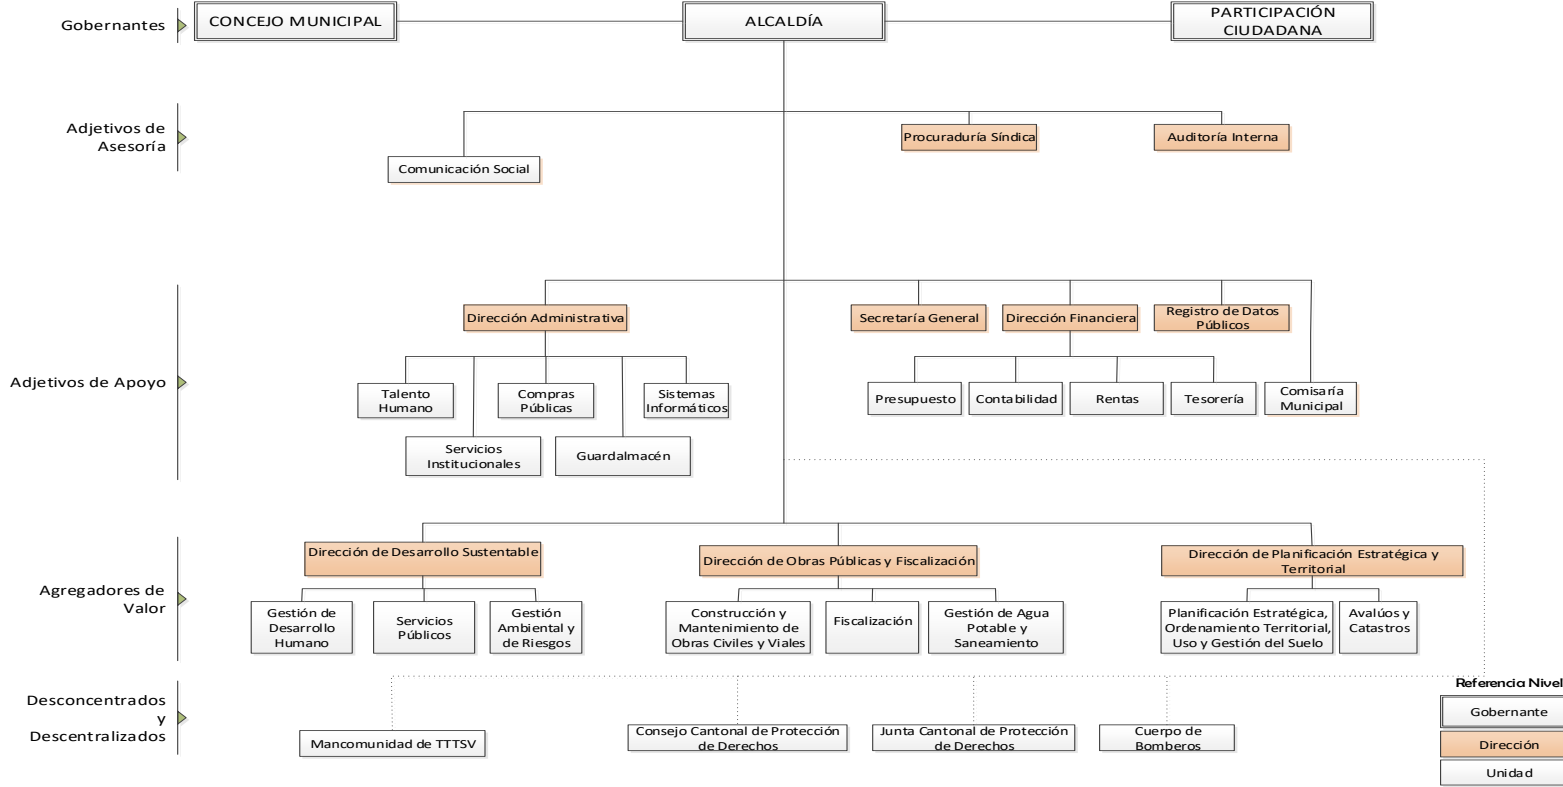 Gobernantes
CONCEJO MUNICIPAL
ALCALDÍA
PARTICIPACIÓN
CIUDADANA
Adjetivos de
Asesoría
Comunicación Social
Procuraduría Síndica
Auditoría Interna
Adjetivos de Apoyo
Dirección Administrativa
Secretaría General
Dirección Financiera
Registro de Datos
Públicos
Talento
Humano
Compras
Públicas
Sistemas
Informáticos
Servicios
Institucionales
Guardalmacén
Presupuesto
Contabilidad
Rentas
Tesorería
Comisaría
Municipal
Agregadores de
Valor
Dirección de Desarrollo Sustentable
Dirección de Obras Públicas y Fiscalización
Dirección de Planificación Estratégica y
Territorial
Gestión de
Desarrollo
Humano
Servicios
Públicos
Gestión
Ambiental y
de Riesgos
Construcción y
Mantenimiento de
Obras Civiles y Viales
Fiscalización
Gestión de Agua
Potable y
Saneamiento
Planificación Estratégica,
Ordenamiento Territorial,
Uso y Gestión del Suelo
Avalúos y
Catastros
Desconcentrados
y
Descentralizados
Mancomunidad de TTTSV
Consejo Cantonal de Protección
de Derechos
Junta Cantonal de Protección
de Derechos
Cuerpo de
Bomberos
Referencia Nivel
Gobernante
Dirección
Unidad